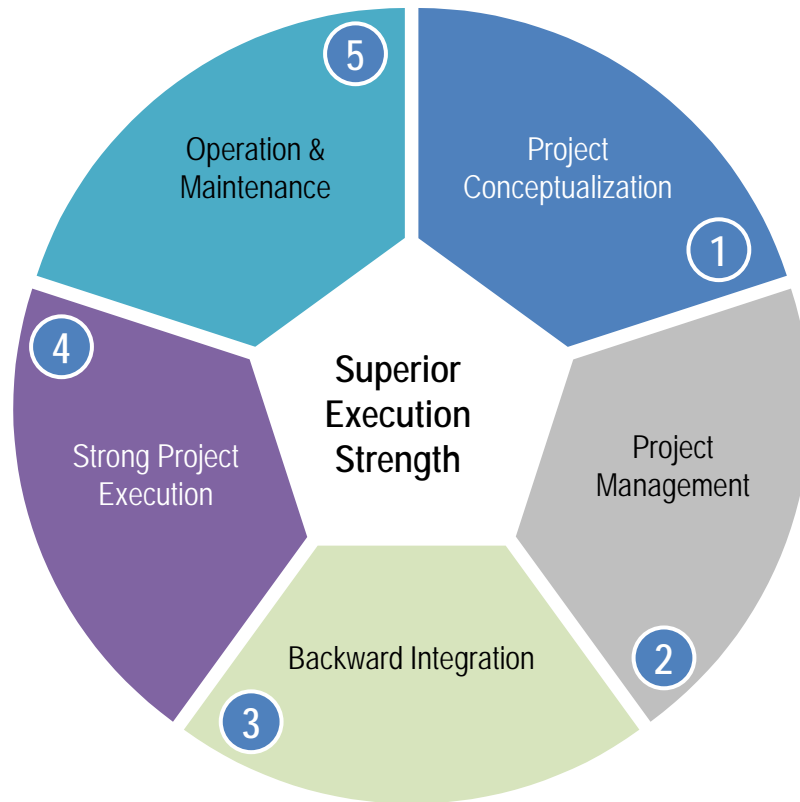 5
Operation &
Maintenance
Project
Conceptualization
1
4
Strong Project
Execution
Superior
Execution
Strength
Project
Management
2
Backward Integration
3